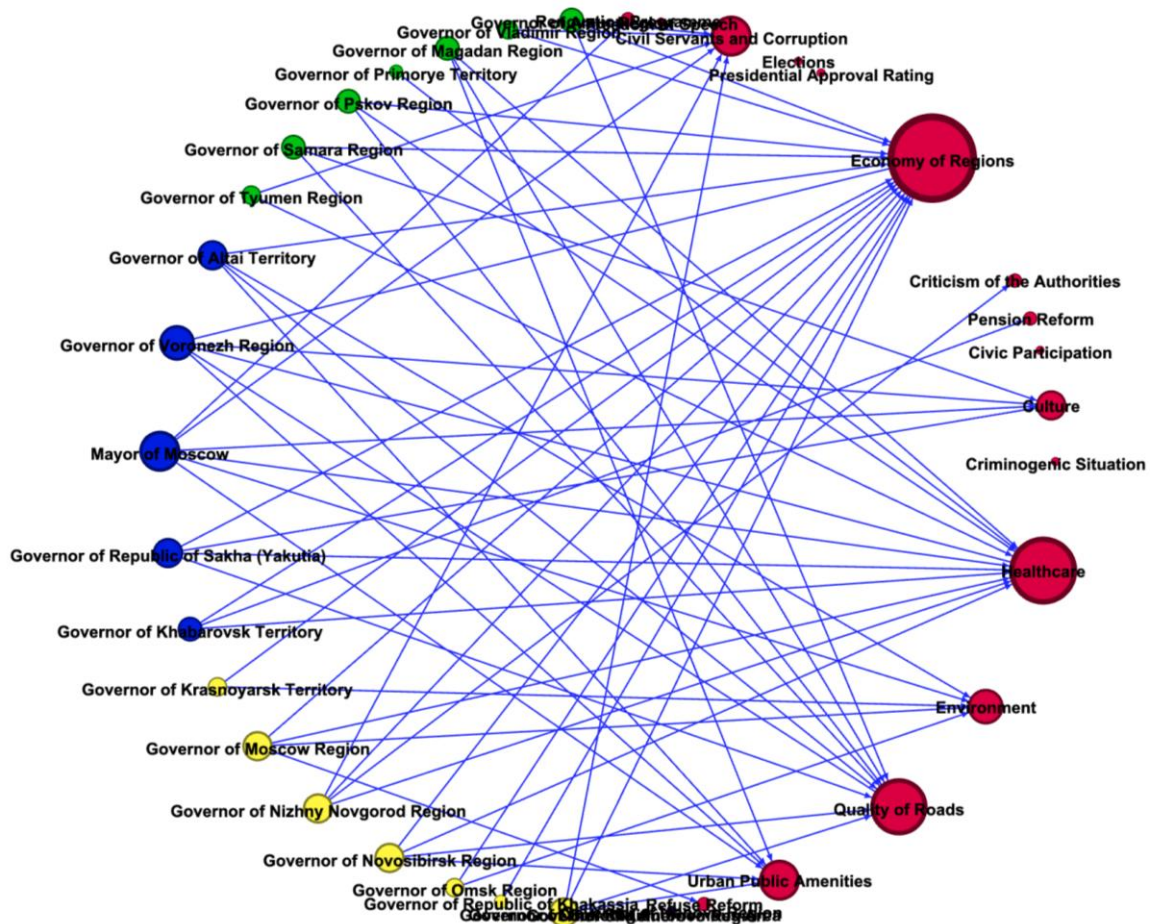 Civil Servants and Corruption
Governor of Vladimir Region
Governor of Magadan Region
Elections
Governor of Primorye Territory
Presidential Approval Rating
Governor of Pskov Region
Governor of Samara Region
Economy of Regions
Governor of Tyumen Region
Governor of Altai Territory
Criticism of the Authorities
Pension Reform
Governor of Voronezh Region
Civic Participation
Culture
Mayor of Moscow
Criminogenic Situation
Governor of Republic of Sakha (Yakutia)
Healthcare
Governor of Khabarovsk Territory
Governor of Krasnoyarsk Territory
Environment
Governor of Moscow Region
Governor of Nizhny Novgorod Region
Quality of Roads
Governor of Novosibirsk Region
Urban Public Amenities
Governor of Omsk Region
Governor of Republic of Khakassia
Refuse Reform